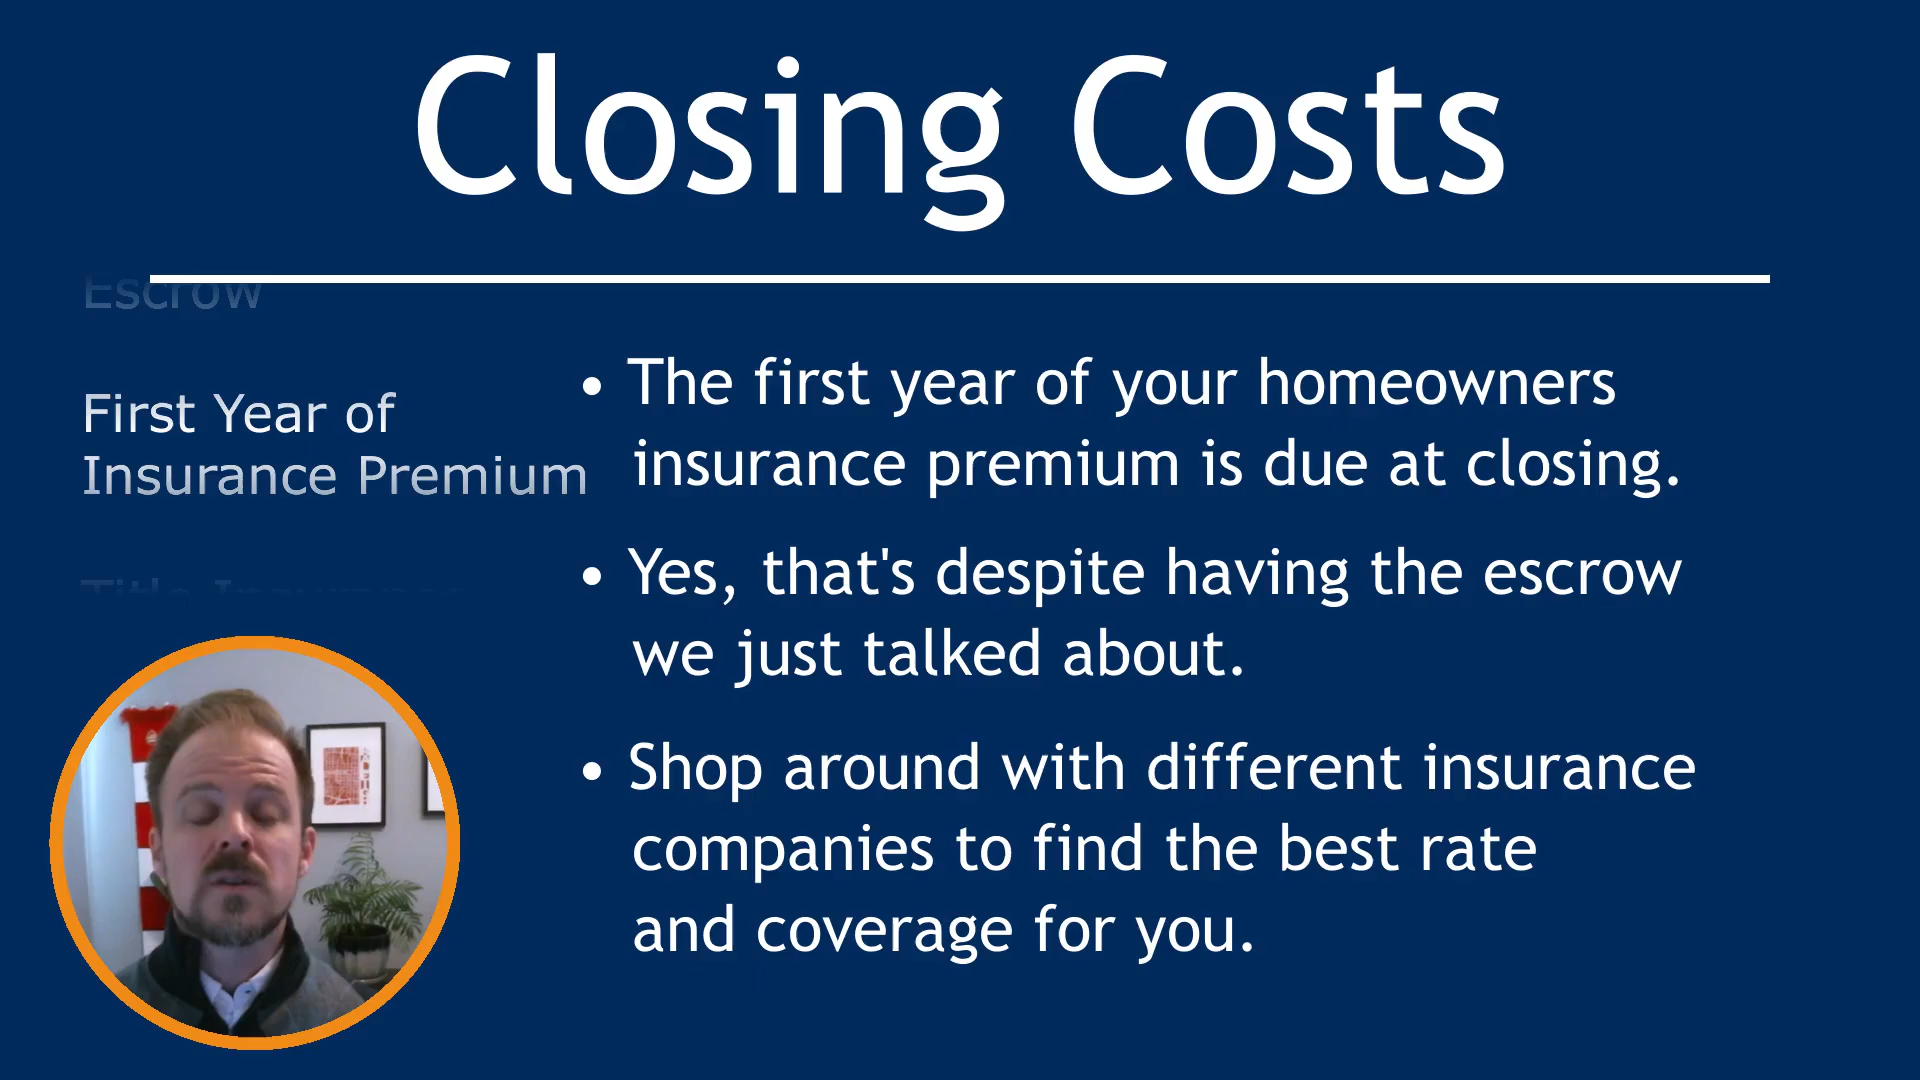 Closing Costs
Escrow
First Year of
Insurance Premium
Title Insurance
• The first year of your homeowners
insurance premium is due at closing.
• Yes, that's despite having the escrow
we just talked about.
• Shop around with different insurance
companies to find the best rate
and coverage for you.